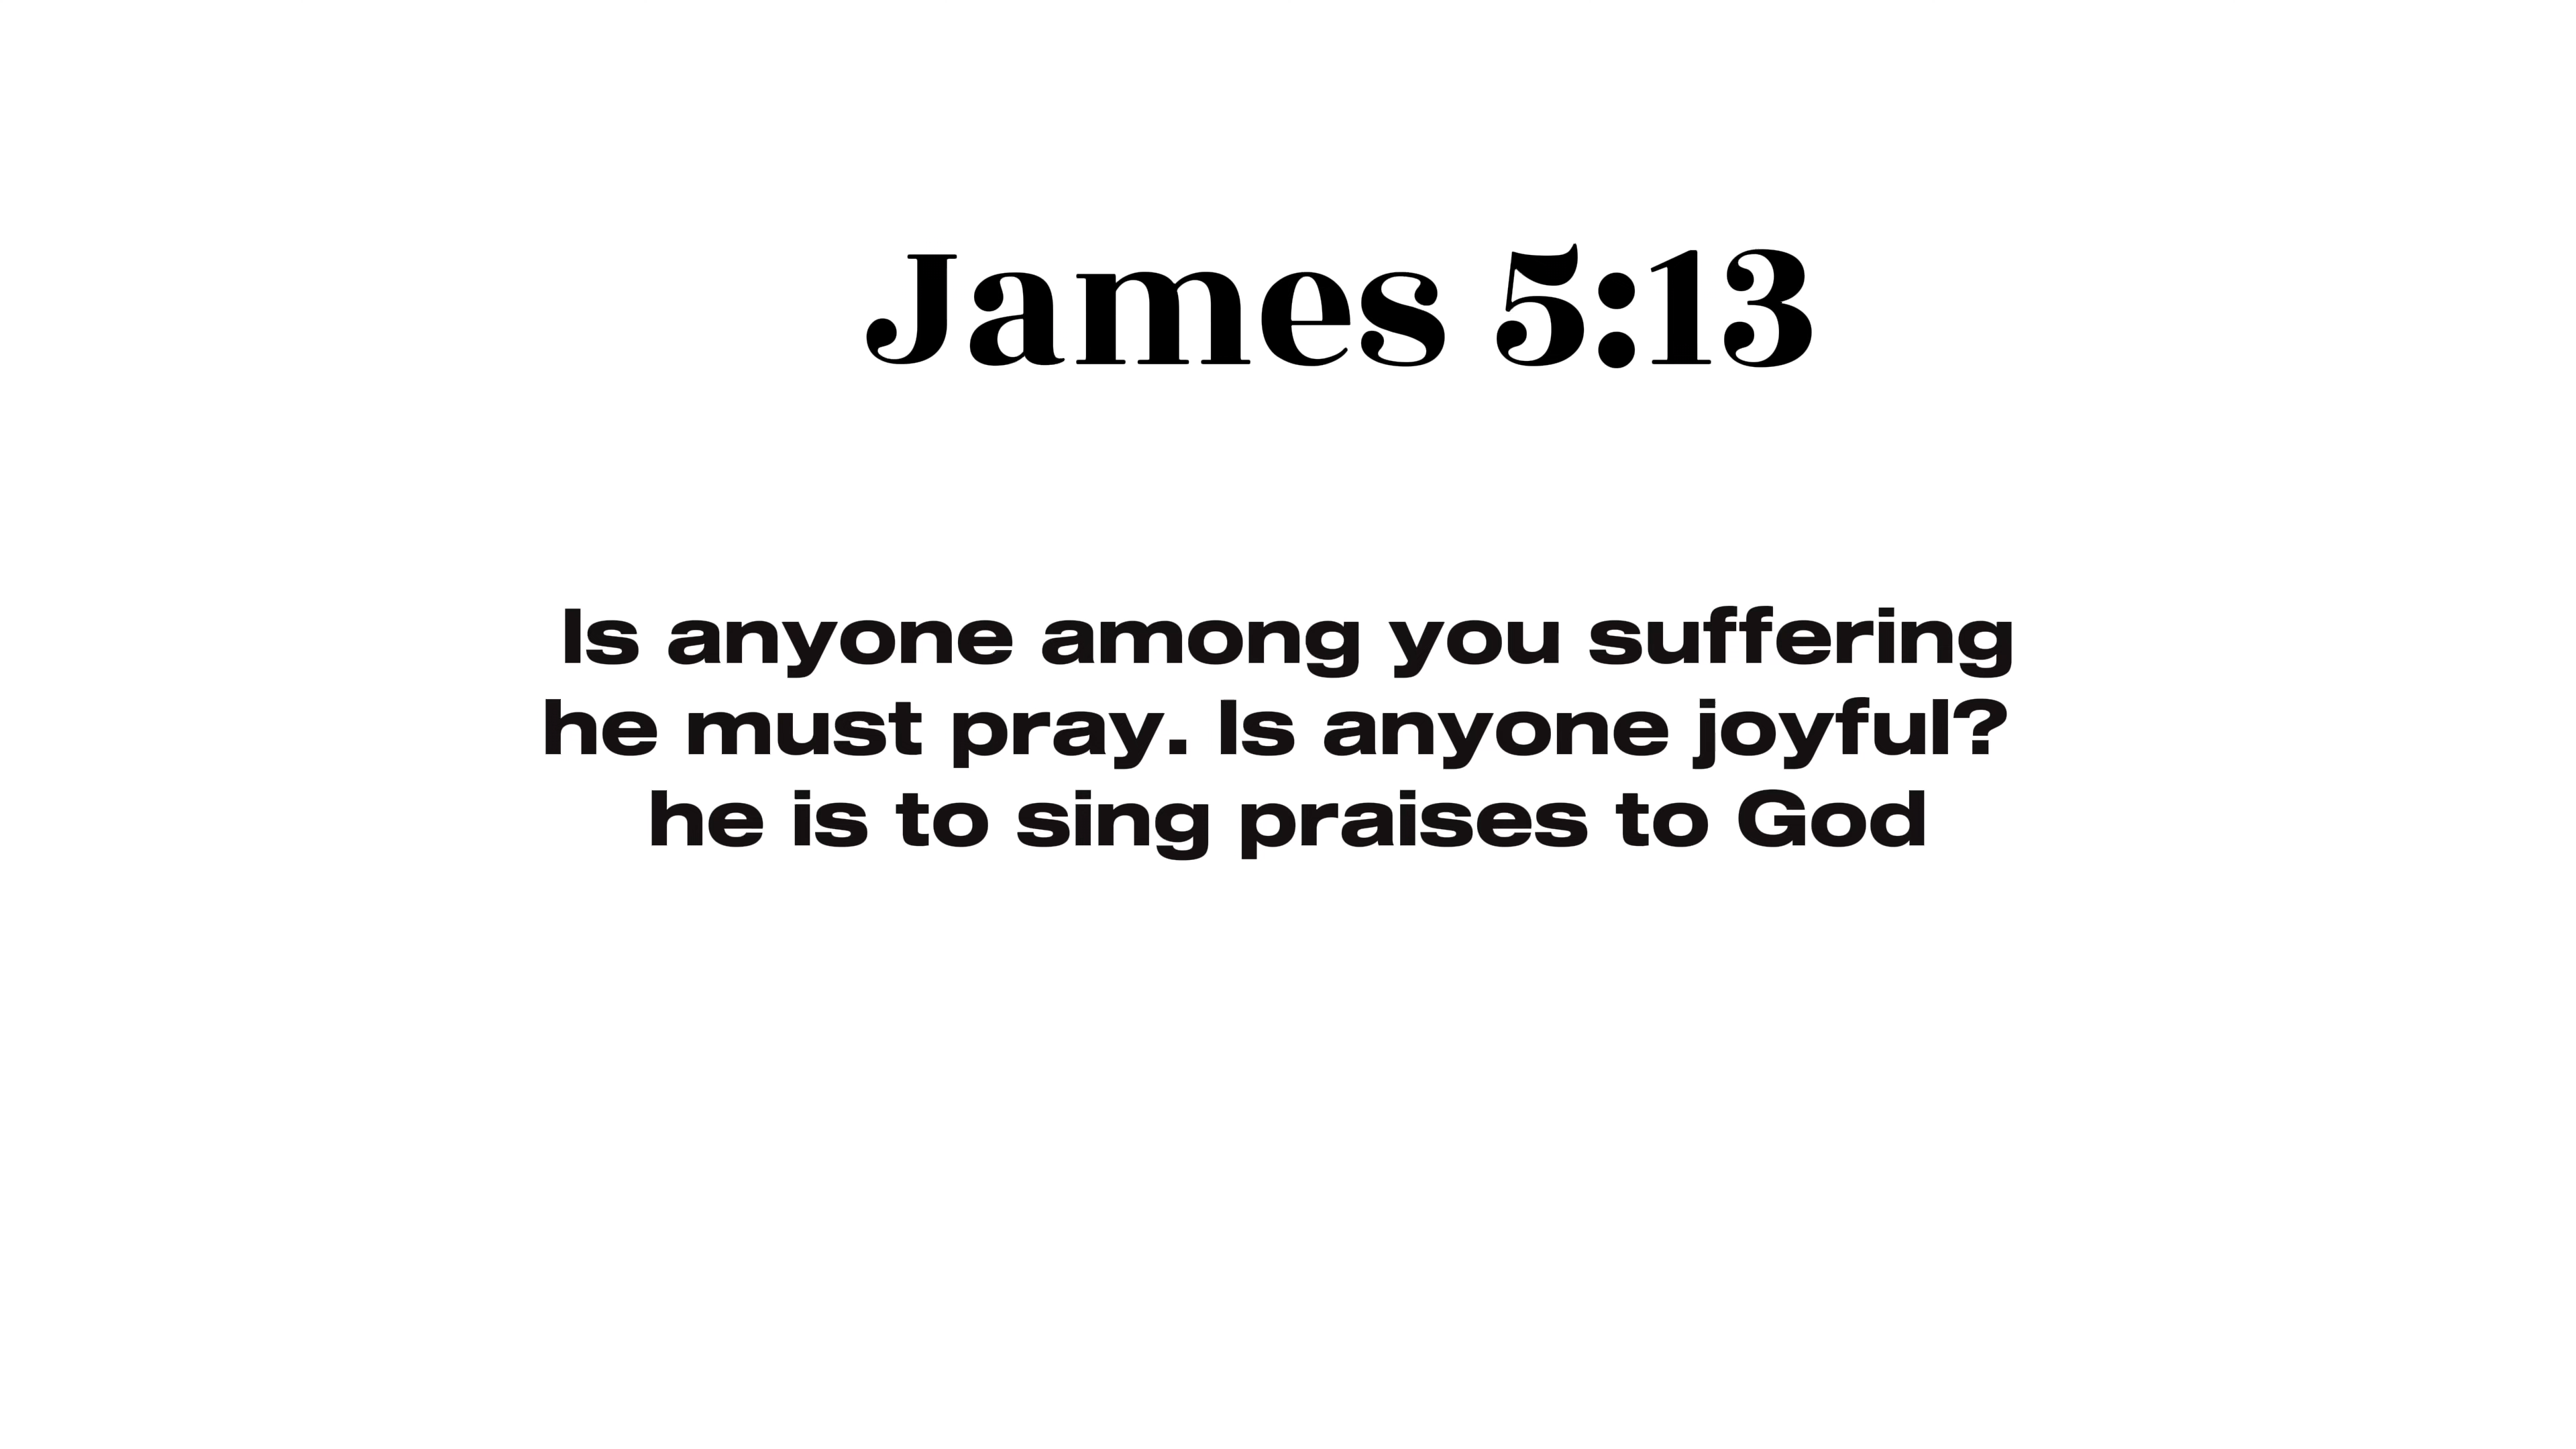 James 5:13
Is anyone among you suffering
he must pray. Is anyone joyful?
he is to sing praises to God